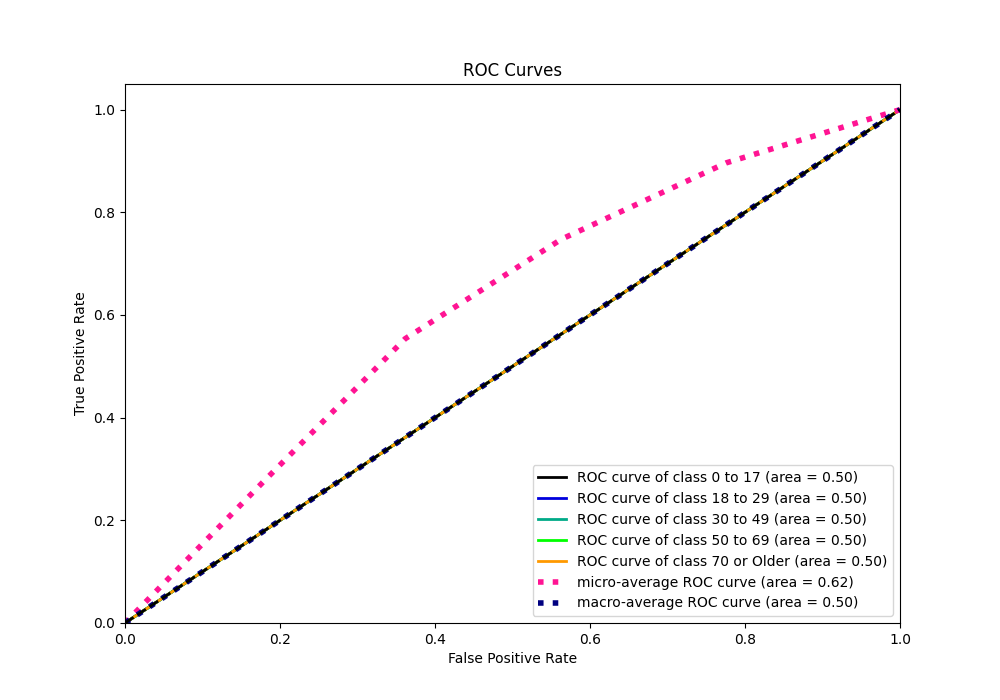 ROC Curves
True Positive Rate
1.0
0.8
0.6
0.4
0.2
0.0
ROC curve of class 0 to 17 (area = 0.50)
ROC curve of class 18 to 29 (area = 0.50)
ROC curve of class 30 to 49 (area = 0.50)
ROC curve of class 50 to 69 (area = 0.50)
ROC curve of class 70 or Older (area = 0.50)
micro-average ROC curve (area = 0.62)
macro-average ROC curve (area = 0.50)
0.0 0.2 0.4 0.6 0.8 1.0
False Positive Rate